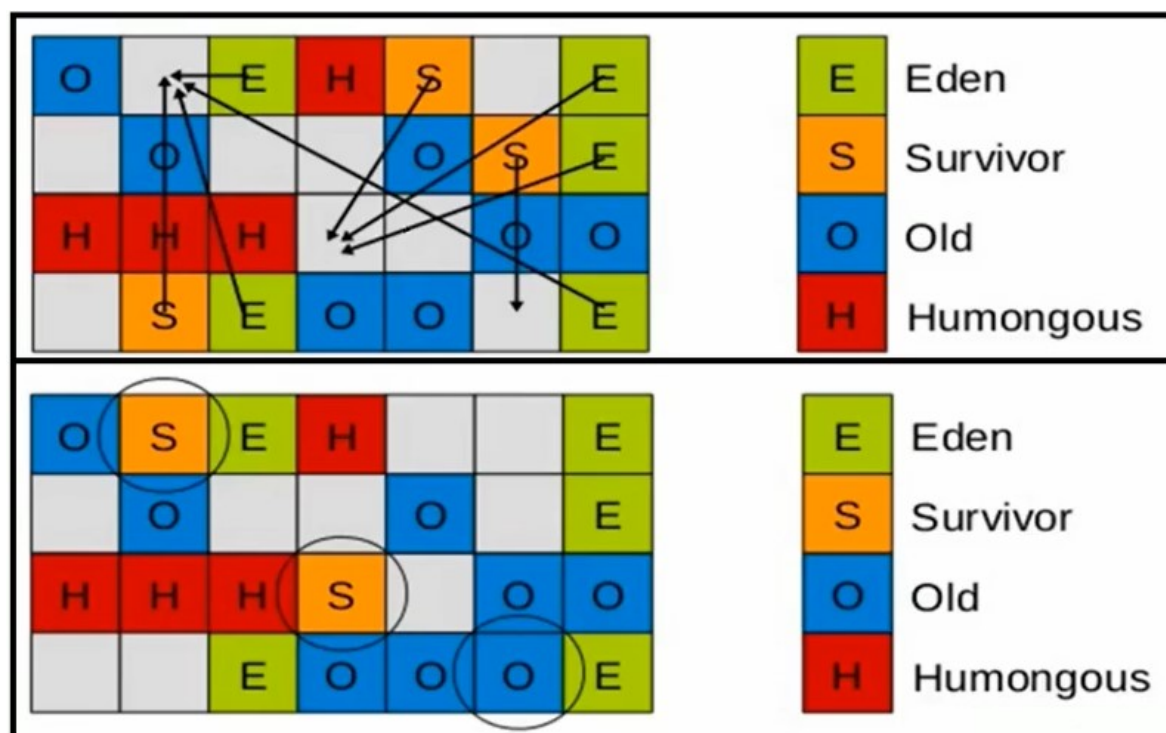 O E H S E E Eden
O O S E S Survivor
H H H O O O Old
S E O O E H Humongous
O S E H E E Eden
O O E S Survivor
H H H S O O O Old
E O O O E H Humongous